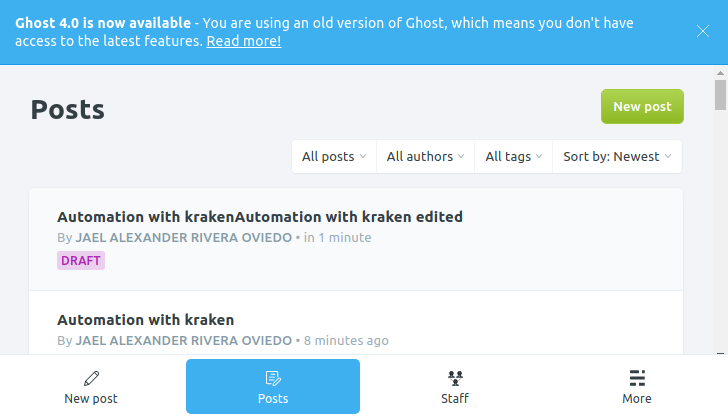 Ghost 4.0 is now available - You are using an old version of Ghost, which means you don't have
access to the latest features. Read more!
Posts
New post
All posts
All authors
All tags
Sort by: Newest
Automation with krakenAutomation with kraken edited
By JAEL ALEXANDER RIVERA OVIEDO • in 1 minute
DRAFT
Automation with kraken
By JAEL ALEXANDER RIVERA OVIEDO • 8 minutes ago
New post
Posts
Staff
More